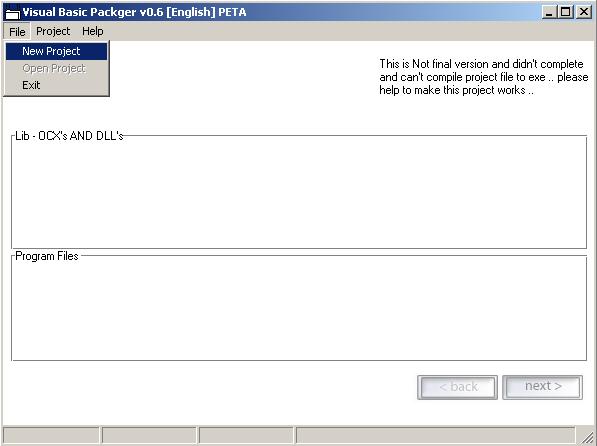 Visual Basic Packger v0.6 [English] PETA
File Project Help
New Project
Open Project
Exit
This is Not final version and didn't complete
and can't compile project file to exe .. please
help to make this project works ..
Lib - OCX's AND DLL's
Program Files
< back next >